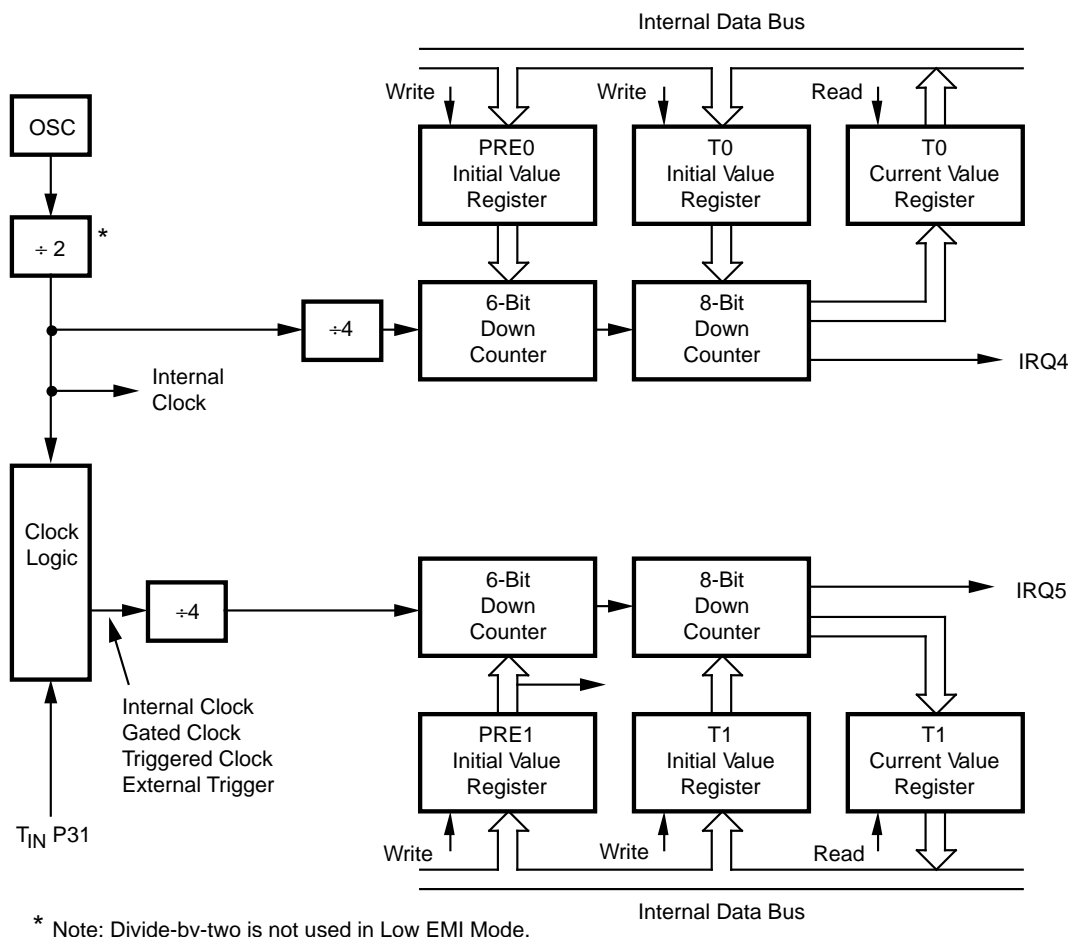 Internal Data Bus
Write
Write
Read
OSC
PRE0
Initial Value
Register
T0
Initial Value
Register
T0
Current Value
Register
÷ 2
*
÷4
6-Bit
Down
Counter
8-Bit
Down
Counter
IRQ4
Internal
Clock
Clock
Logic
÷4
6-Bit
Down
Counter
8-Bit
Down
Counter
IRQ5
Internal Clock
Gated Clock
Triggered Clock
External Trigger
PRE1
Initial Value
Register
T1
Initial Value
Register
T1
Current Value
Register
TIN P31
Write
Write
Read
Internal Data Bus
* Note: Divide-by-two is not used in Low EMI Mode.